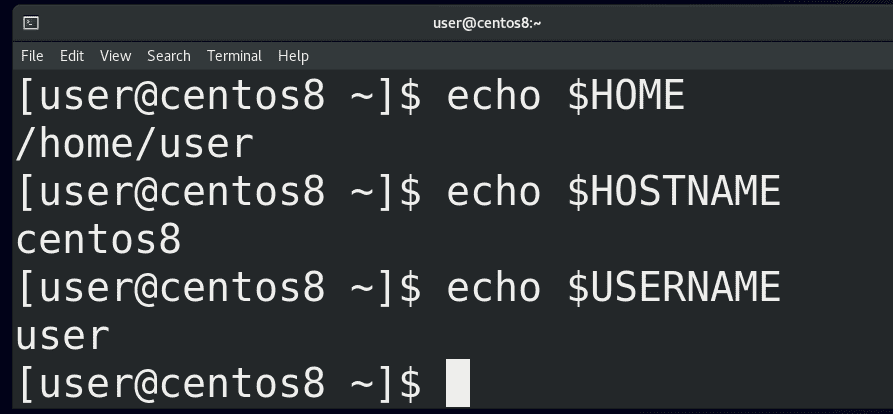 user@centos8:~
File Edit View Search Terminal Help
[user@centos8 ~]$ echo $HOME
/home/user
[user@centos8 ~]$ echo $HOSTNAME
centos8
[user@centos8 ~]$ echo $USERNAME
user
[user@centos8 ~]$